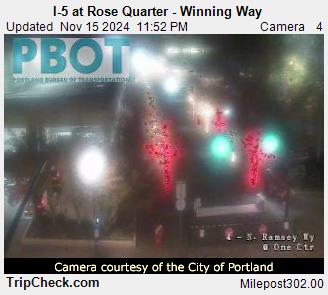 I-5 at Rose Quarter - Winning Way
Updated Nov 15 2024 11:52 PM Camera 4
PBOT
PORTLAND BUREAU OF TRANSPORTATION
4 - N. Ramsey Wy
@ One Ctr
Camera courtesy of the City of Portland
TripCheck.com Milepost302.00